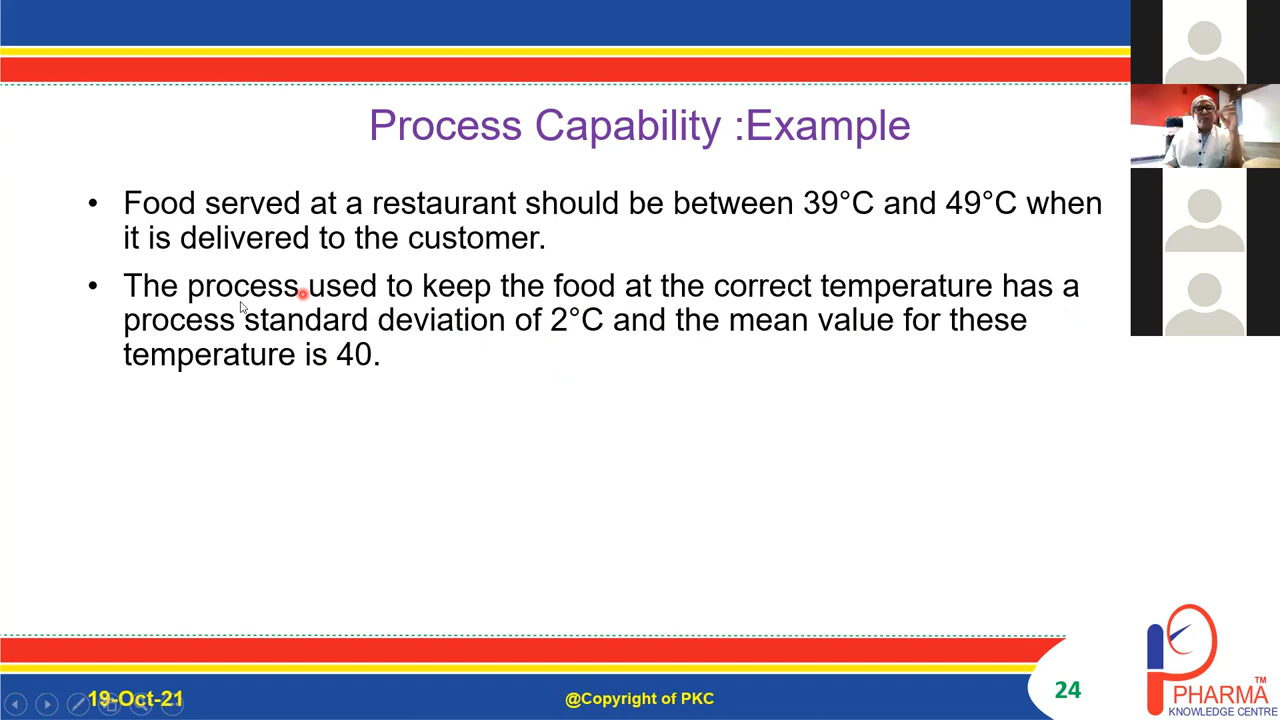 Process Capability :Example
• Food served at a restaurant should be between 39°C and 49°C when
it is delivered to the customer.
• The process used to keep the food at the correct temperature has a
process standard deviation of 2°C and the mean value for these
temperature is 40.
19-Oct-21
@Copyright of PKC
24
PHARMA™
KNOWLEDGE CENTRE